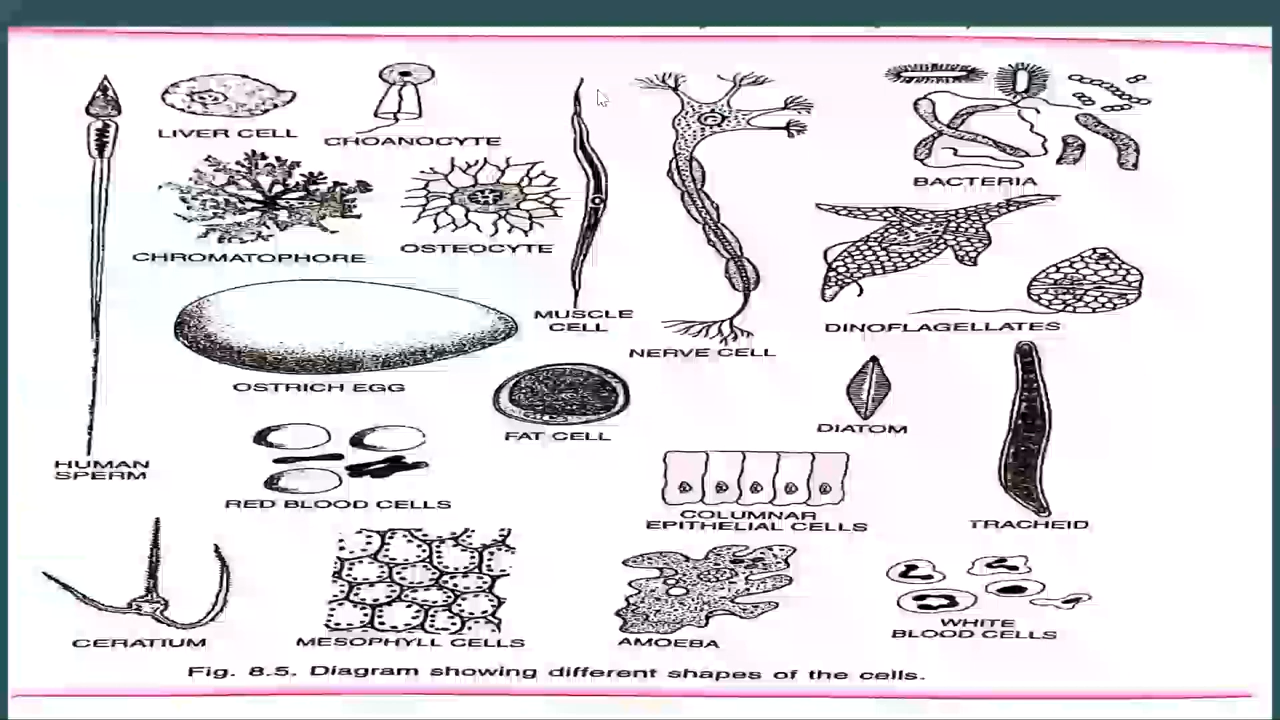 LIVER CELL
CHOANOCYTE
BACTERIA
CHROMATOPHORE
OSTEOCYTE
MUSCLE
CELL
NERVE CELL
DINOFLAGELLATES
OSTRICH EGG
FAT CELL
DIATOM
HUMAN
SPERM
RED BLOOD CELLS
COLUMNAR
EPITHELIAL CELLS
TRACHEID
CERATIUM
MESOPHYLL CELLS
AMOEBA
WHITE
BLOOD CELLS
Fig. 8.5. Diagram showing different shapes of the cells.